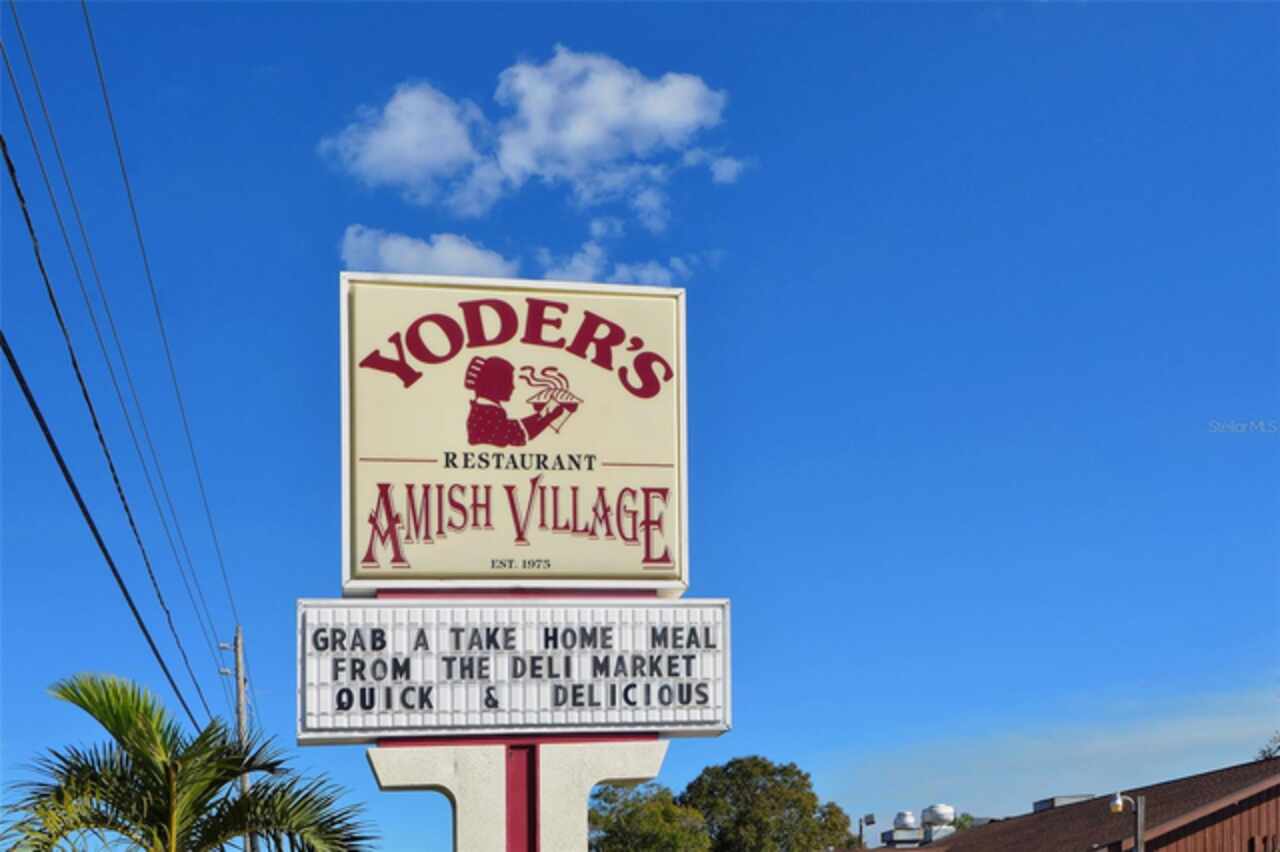 YODER'S
RESTAURANT
AMISH VILLAGE
EST. 1975
GRAB A TAKE HOME MEAL
FROM THE DELI MARKET
QUICK & DELICIOUS
Stellar MLS